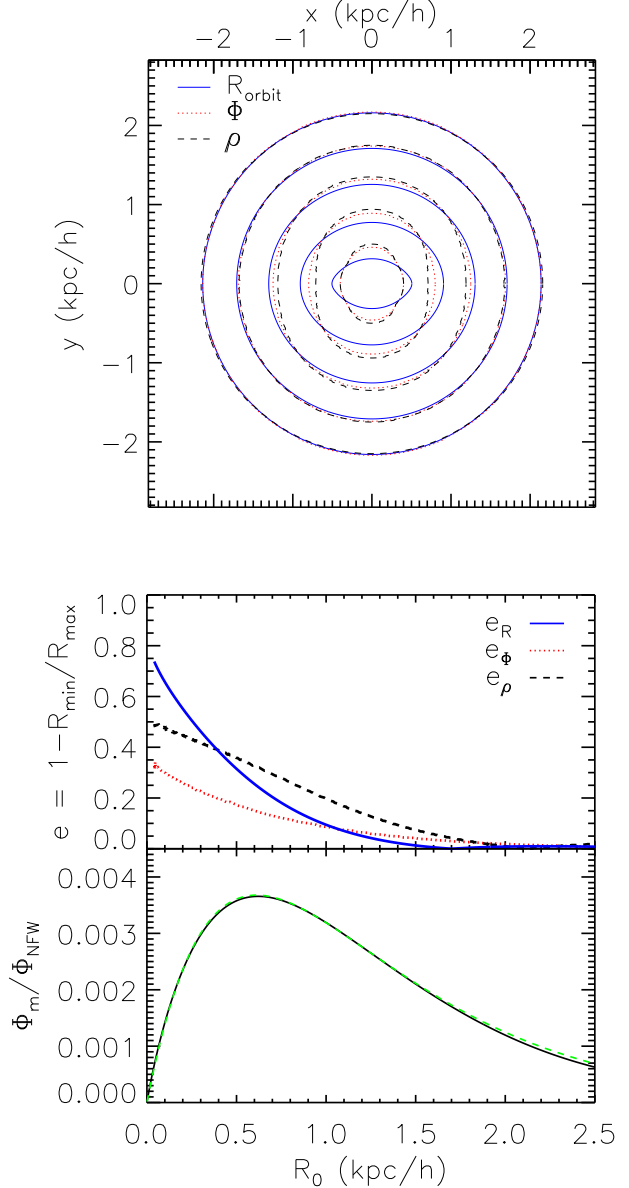 x (kpc/h)
−2 −1 0 1 2
R_orbit
Φ
ρ
2
1
0
−1
−2
y (kpc/h)
1.0
0.8
0.6
0.4
0.2
0.0
e = 1−R_min/R_max
e_R
e_Φ
e_ρ
0.004
0.003
0.002
0.001
0.000
Φ_m/Φ_NFW
0.0 0.5 1.0 1.5 2.0 2.5
R_0 (kpc/h)